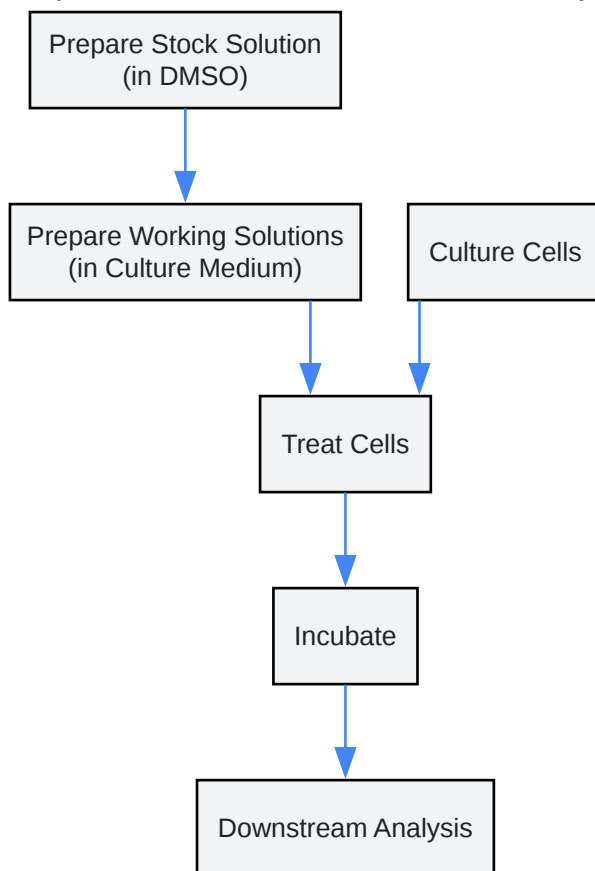 Prepare Stock Solution
(in DMSO)
Prepare Working Solutions
(in Culture Medium)
Culture Cells
Treat Cells
Incubate
Downstream Analysis